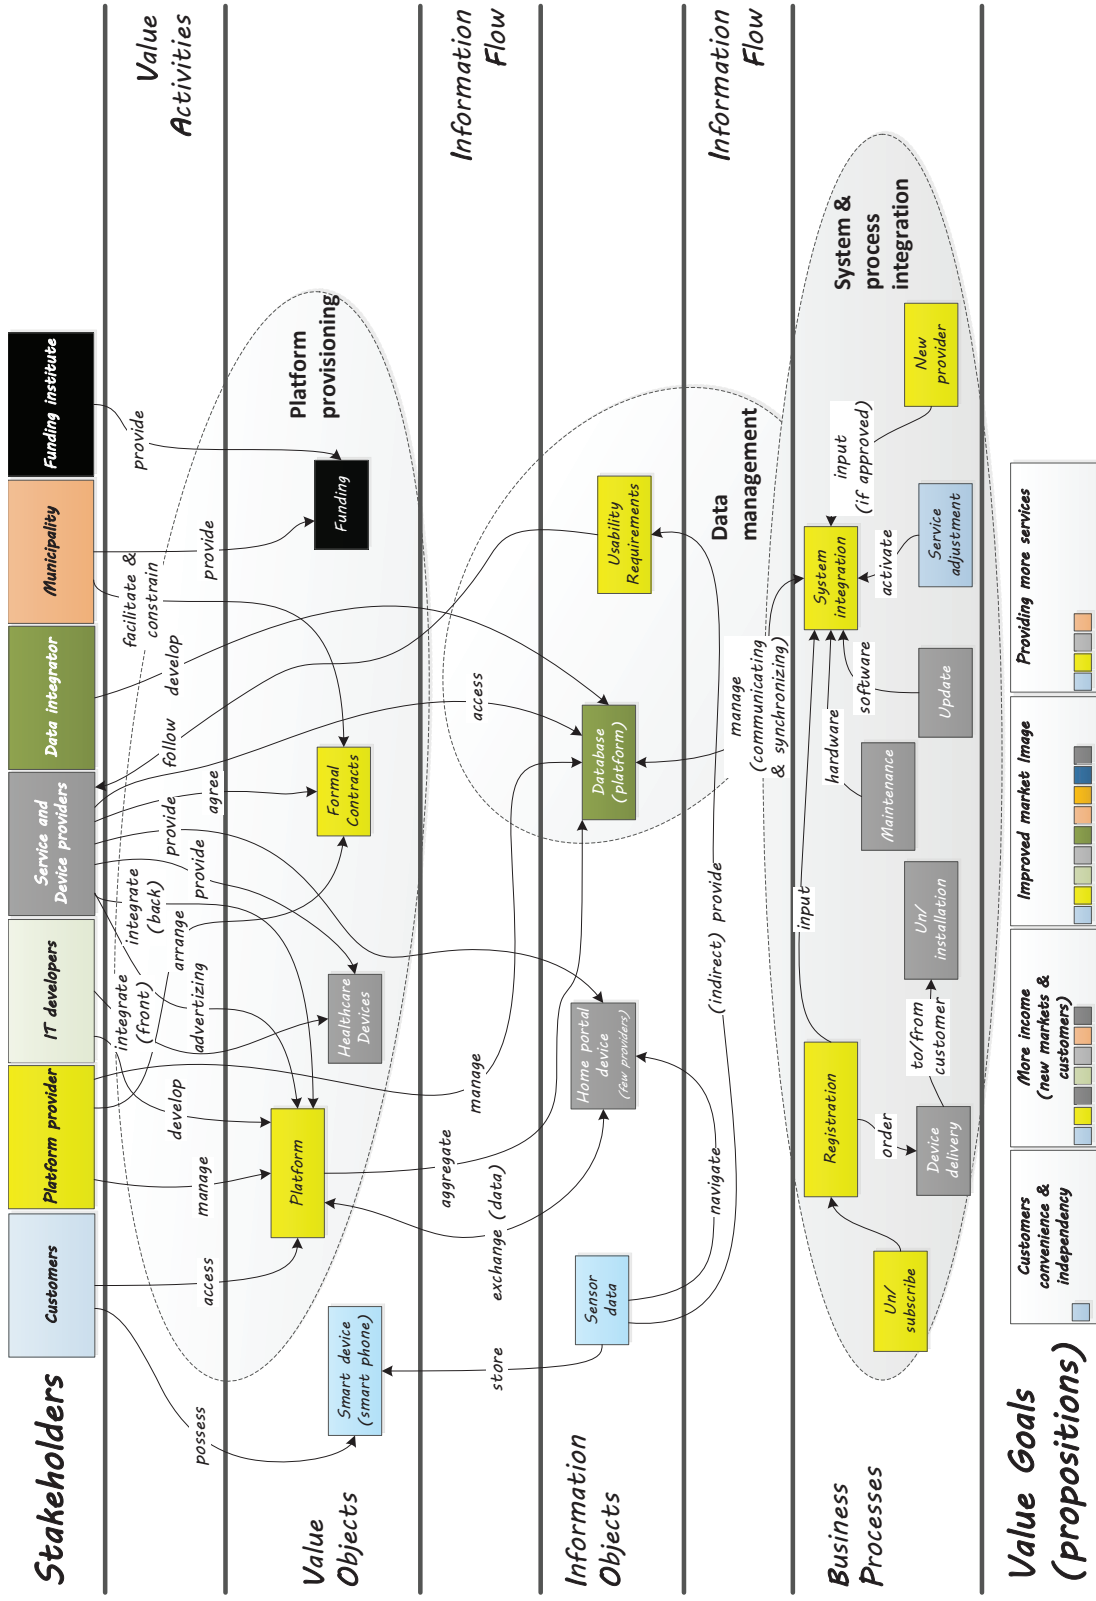 Stakeholders
Customers
Platform provider
IT developers
Service and
Device providers
Data integrator
Municipality
Funding institute
Value
Activities
possess
access
manage
develop
advertizing
integrate
(front)
arrange
integrate
(back)
provide
provide
agree
follow
develop
facilitate &
constrain
provide
provide
Value
Objects
Smart device
(smart phone)
Platform
Healthcare
Devices
Formal
Contracts
Funding
Platform
provisioning
Information
Flow
store
exchange (data)
aggregate
manage
access
Information
Objects
Sensor
data
Home portal
device
(few providers)
Database
(platform)
Usability
Requirements
Data
management
Information
Flow
navigate
(indirect) provide
manage
(communicating
& synchronizing)
Business
Processes
Un/
subscribe
Registration
order
Device
delivery
to/from
customer
Un/
installation
input
Maintenance
hardware
Update
software
System
integration
activate
Service
adjustment
input
(if approved)
New
provider
System &
process
integration
Value Goals
(propositions)
Customers
convenience &
independency
More income
(new markets &
customers)
Improved market Image
Providing more services